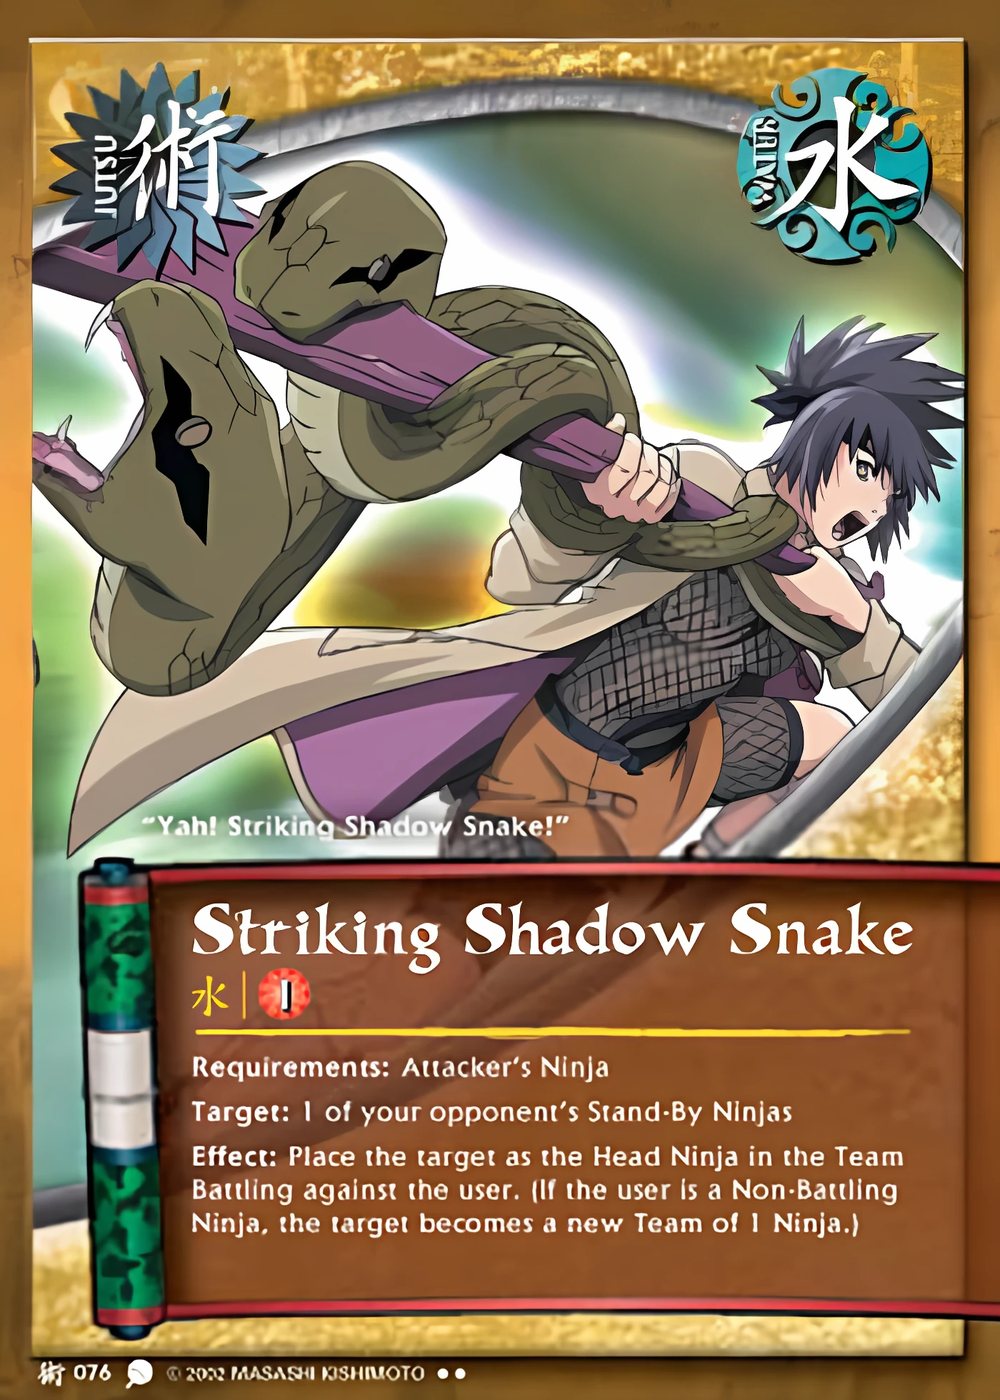 JUTSU
術
WATER
水
"Yah! Striking Shadow Snake!"
Striking Shadow Snake
水 | 1
Requirements: Attacker's Ninja
Target: 1 of your opponent's Stand-By Ninjas
Effect: Place the target as the Head Ninja in the Team
Battling against the user. (If the user is a Non-Battling
Ninja, the target becomes a new Team of 1 Ninja.)
術 076 © 2002 MASASHI KISHIMOTO